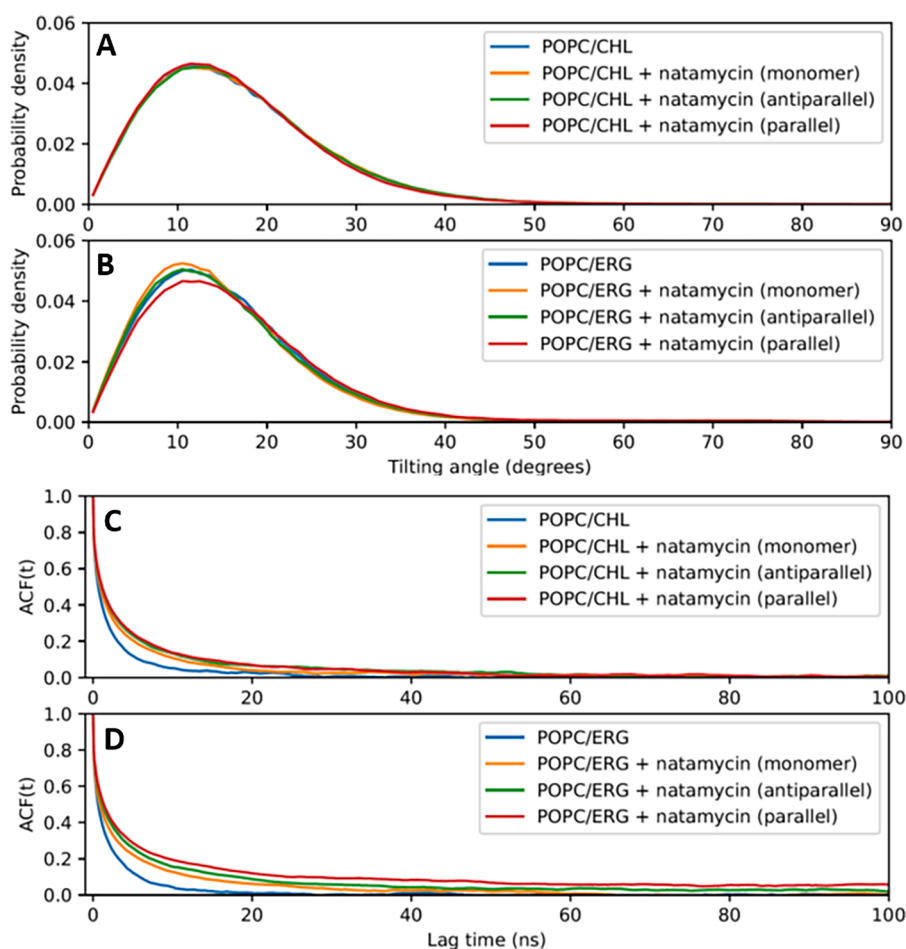 A
Probability density
0.06
0.04
0.02
0.00
POPC/CHL
POPC/CHL + natamycin (monomer)
POPC/CHL + natamycin (antiparallel)
POPC/CHL + natamycin (parallel)
0 10 20 30 40 50 60 70 80 90
B
Probability density
0.06
0.04
0.02
0.00
POPC/ERG
POPC/ERG + natamycin (monomer)
POPC/ERG + natamycin (antiparallel)
POPC/ERG + natamycin (parallel)
0 10 20 30 40 50 60 70 80 90
Tilting angle (degrees)
C
ACF(t)
1.0
0.8
0.6
0.4
0.2
0.0
POPC/CHL
POPC/CHL + natamycin (monomer)
POPC/CHL + natamycin (antiparallel)
POPC/CHL + natamycin (parallel)
0 20 40 60 80 100
D
ACF(t)
1.0
0.8
0.6
0.4
0.2
0.0
POPC/ERG
POPC/ERG + natamycin (monomer)
POPC/ERG + natamycin (antiparallel)
POPC/ERG + natamycin (parallel)
0 20 40 60 80 100
Lag time (ns)